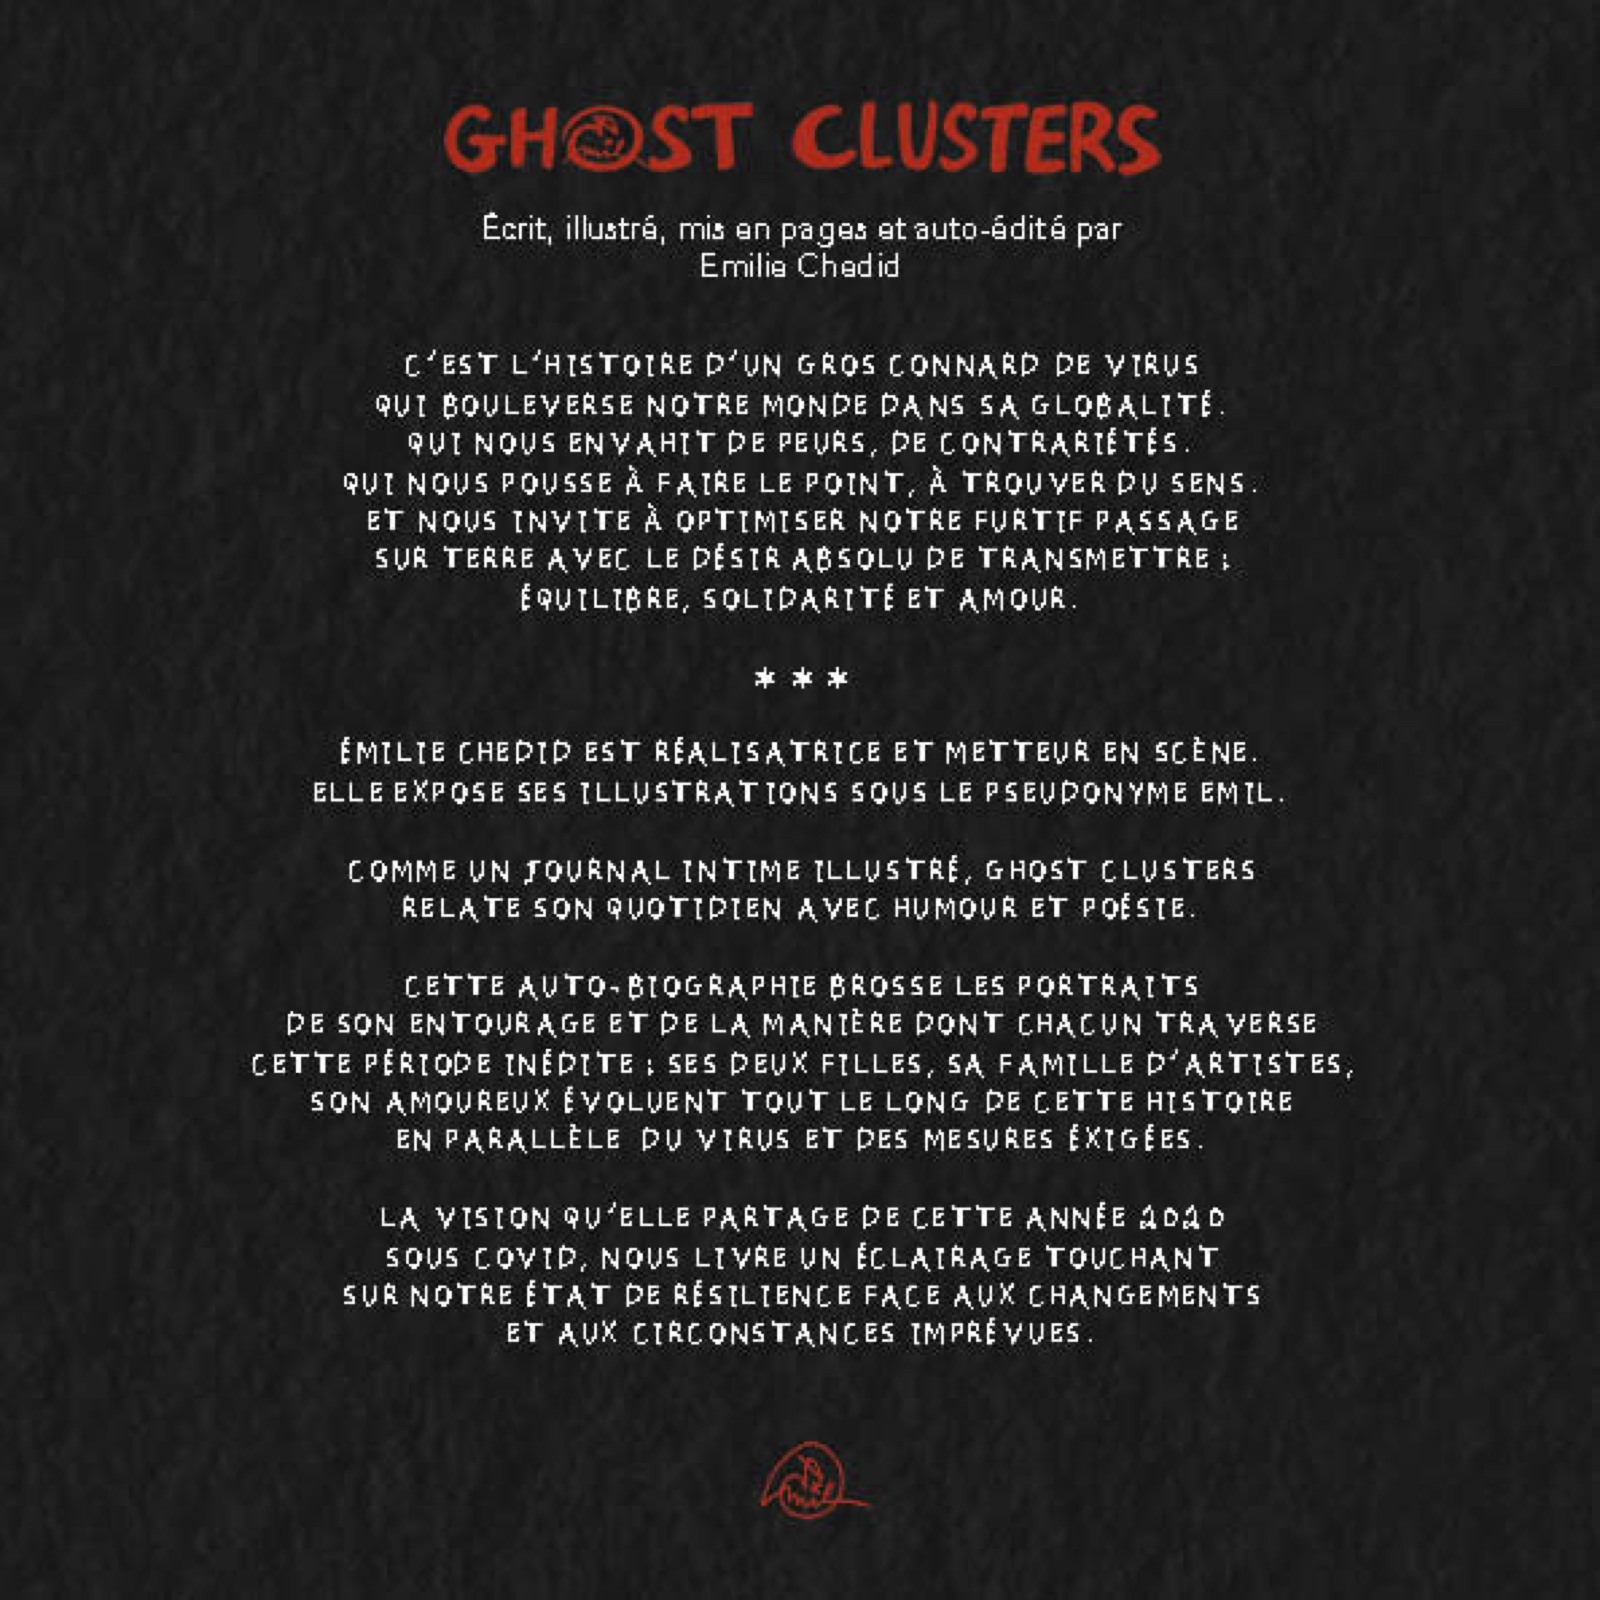 GHOST CLUSTERS
Écrit, illustré, mis en pages et auto-édité par
Emilie Chedid
C'EST L'HISTOIRE D'UN GROS CONNARD DE VIRUS
QUI BOULEVERSE NOTRE MONDE DANS SA GLOBALITÉ.
QUI NOUS ENVAHIT DE PEURS, DE CONTRARIÉTÉS.
QUI NOUS POUSSE À FAIRE LE POINT, À TROUVER DU SENS.
ET NOUS INVITE À OPTIMISER NOTRE FURTIF PASSAGE
SUR TERRE AVEC LE DÉSIR ABSOLU DE TRANSMETTRE :
ÉQUILIBRE, SOLIDARITÉ ET AMOUR.
* * *
ÉMILIE CHEDID EST RÉALISATRICE ET METTEUR EN SCÈNE.
ELLE EXPOSE SES ILLUSTRATIONS SOUS LE PSEUDONYME EMIL.
COMME UN JOURNAL INTIME ILLUSTRÉ, GHOST CLUSTERS
RELATE SON QUOTIDIEN AVEC HUMOUR ET POÉSIE.
CETTE AUTO-BIOGRAPHIE BROSSE LES PORTRAITS
DE SON ENTOURAGE ET DE LA MANIÈRE DONT CHACUN TRAVERSE
CETTE PÉRIODE INÉDITE : SES DEUX FILLES, SA FAMILLE D'ARTISTES,
SON AMOUREUX ÉVOLUENT TOUT LE LONG DE CETTE HISTOIRE
EN PARALLÈLE DU VIRUS ET DES MESURES ÉXIGÉES.
LA VISION QU'ELLE PARTAGE DE CETTE ANNÉE 2020
SOUS COVID, NOUS LIVRE UN ÉCLAIRAGE TOUCHANT
SUR NOTRE ÉTAT DE RÉSILIENCE FACE AUX CHANGEMENTS
ET AUX CIRCONSTANCES IMPRÉVUES.